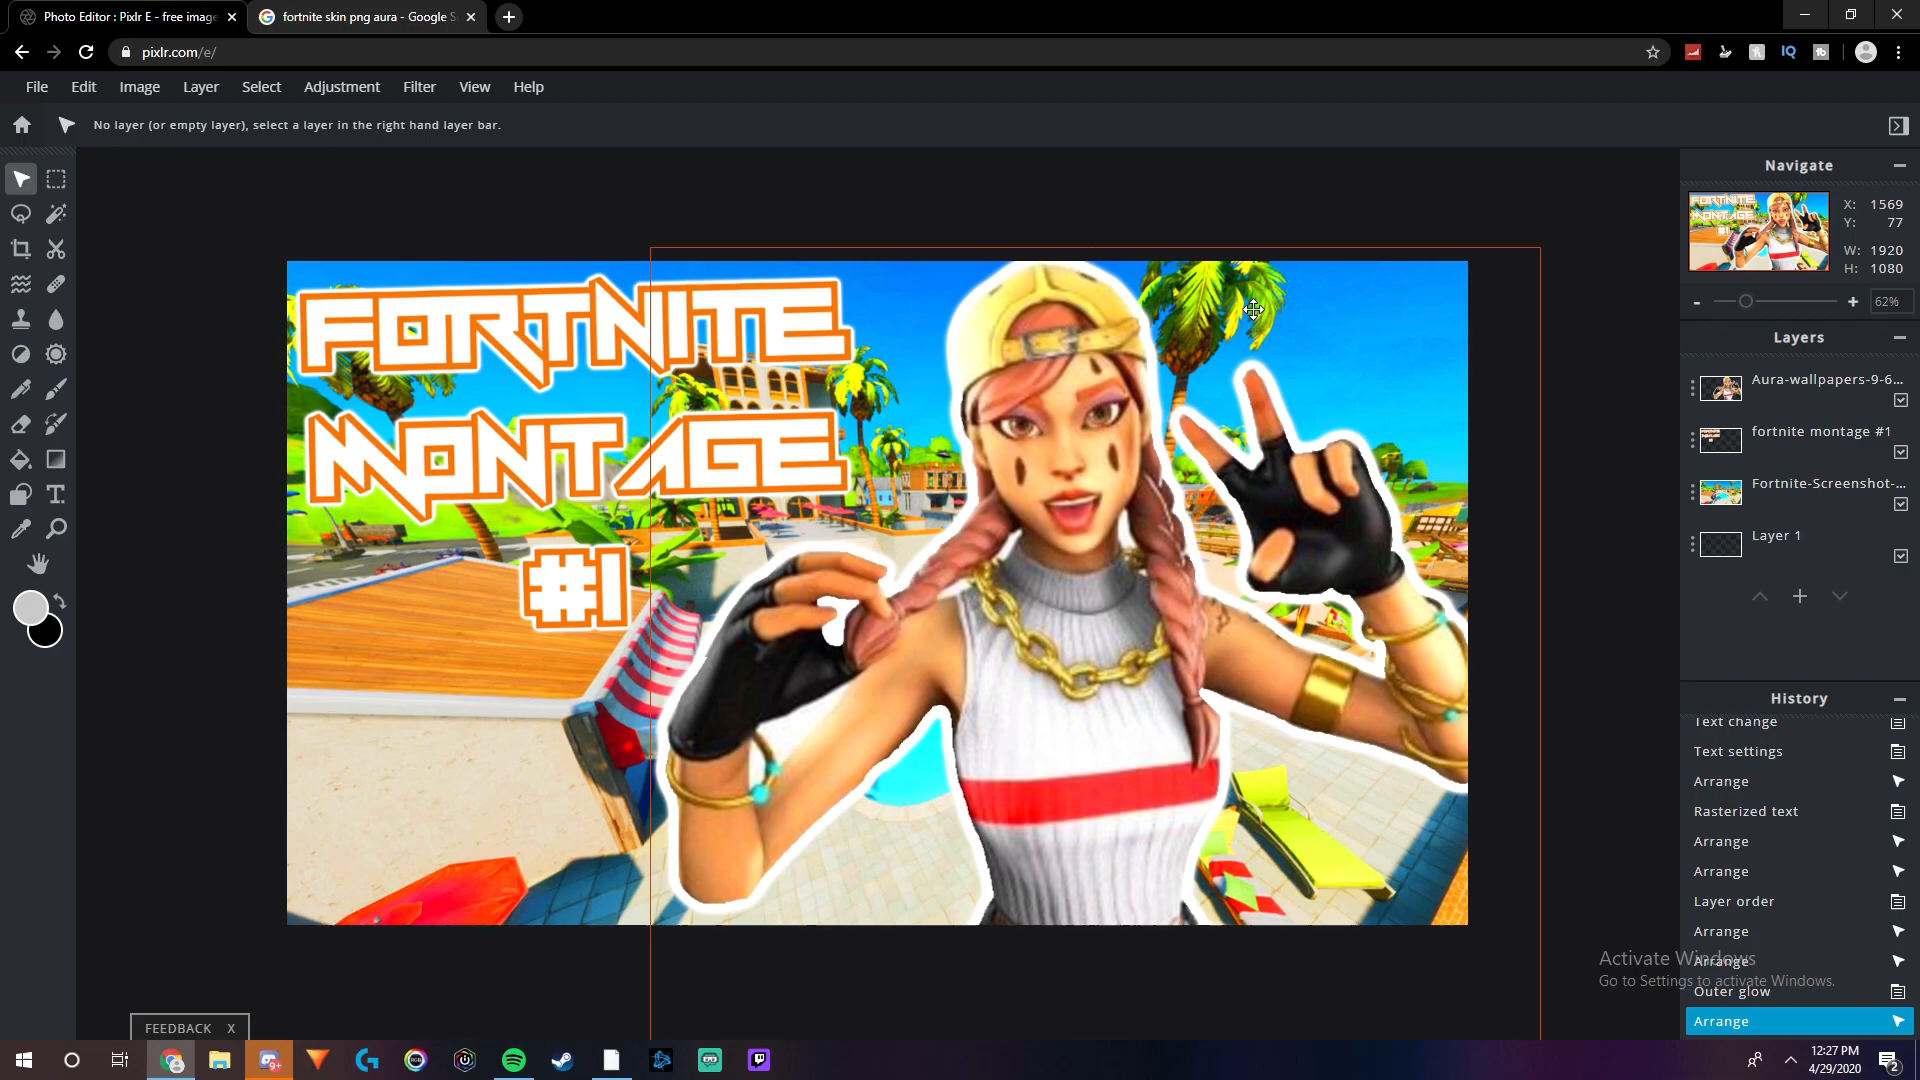 Photo Editor : Pixlr E - free image
fortnite skin png aura - Google S
pixlr.com/e/
File Edit Image Layer Select Adjustment Filter View Help
No layer (or empty layer), select a layer in the right hand layer bar.
Navigate
X: 1569
Y: 77
W: 1920
H: 1080
62%
Layers
Aura-wallpapers-9-6...
fortnite montage #1
Fortnite-Screenshot-...
Layer 1
FORTNITE
MONTAGE
#1
History
Text change
Text settings
Arrange
Rasterized text
Arrange
Arrange
Layer order
Arrange
Arrange
Outer glow
Arrange
Activate Windows
Go to Settings to activate Windows.
FEEDBACK X
12:27 PM
4/29/2020